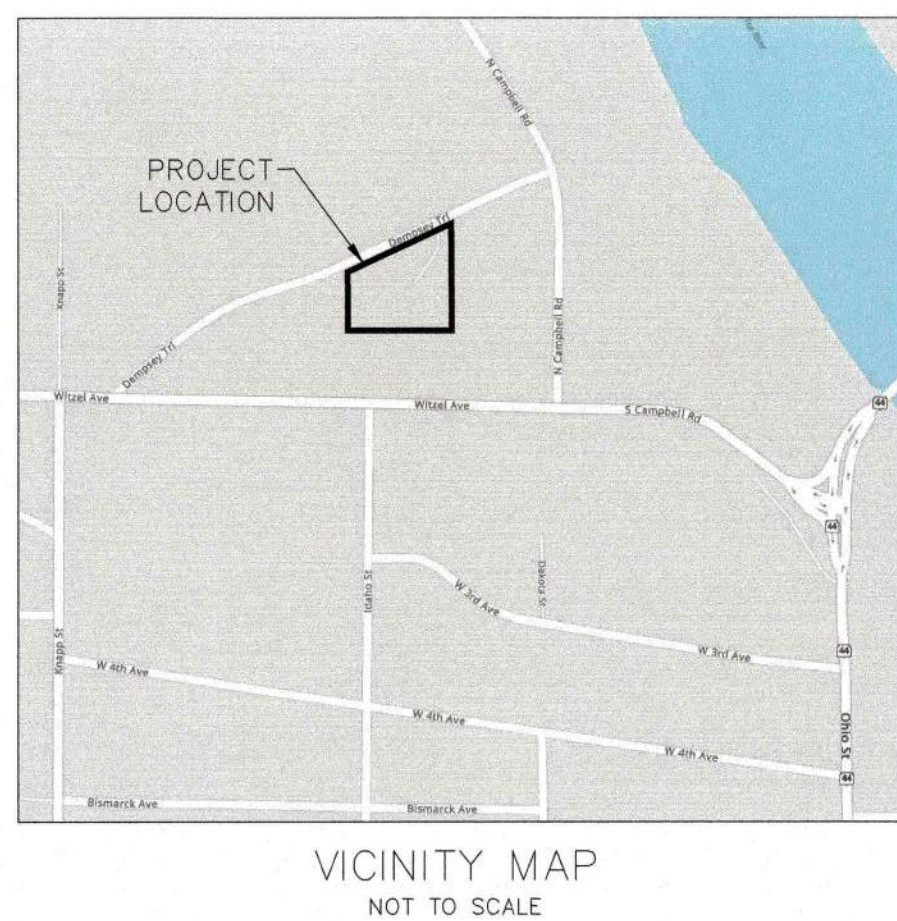 N Campbell Rd
PROJECT
LOCATION
Dempsey Trl
Knapp St
N Campbell Rd
Dempsey Trl
Witzel Ave
Witzel Ave
S Campbell Rd
44
44
Idaho St
Dakota St
W 3rd Ave
W 3rd Ave
44
Knapp St
W 4th Ave
W 4th Ave
Ohio St
W 4th Ave
44
Bismarck Ave
Bismarck Ave
VICINITY MAP
NOT TO SCALE